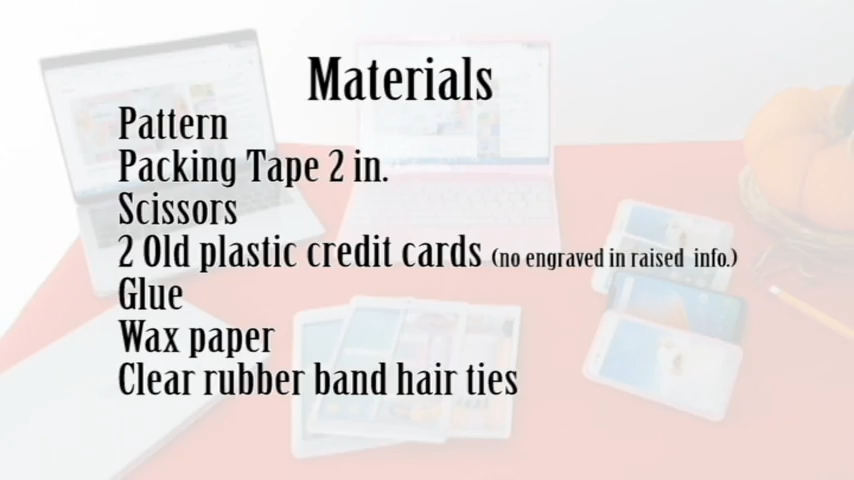 Materials
Pattern
Packing Tape 2 in.
Scissors
2 Old plastic credit cards (no engraved in raised info.)
Glue
Wax paper
Clear rubber band hair ties